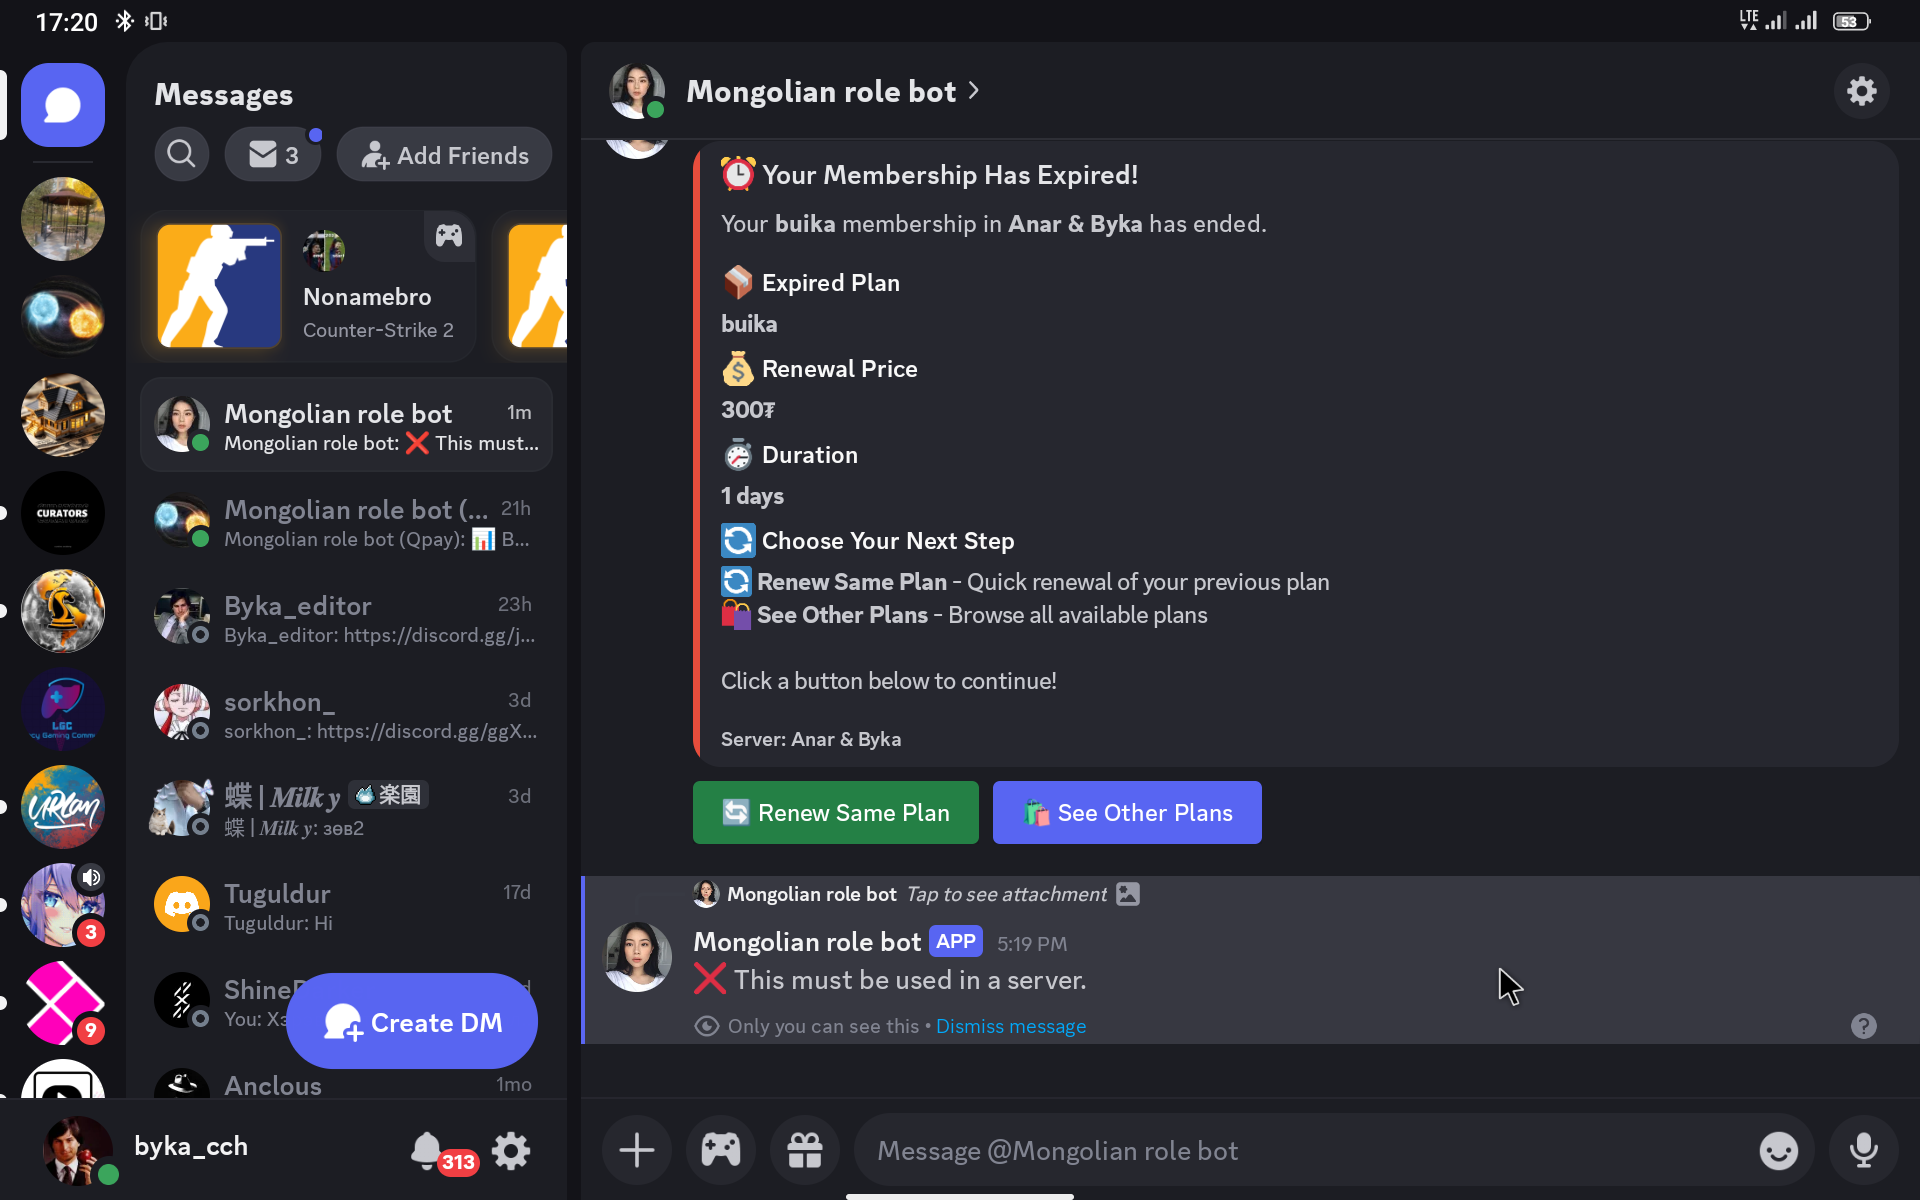 17:20
LTE
53
Messages
3
Add Friends
Nonamebro
Counter-Strike 2
Mongolian role bot
1m
Mongolian role bot: ❌ This must...
Mongolian role bot (...
21h
Mongolian role bot (Qpay): 📊 B...
Byka_editor
23h
Byka_editor: https://discord.gg/j...
sorkhon_
3d
sorkhon_: https://discord.gg/ggX...
蝶 | Milk y
楽園
3d
蝶 | Milk y: зөв2
Tuguldur
17d
Tuguldur: Hi
Create DM
Anclous
1mo
CURATORS
LGC
URLAN
3
9
byka_cch
313
Mongolian role bot
⏰ Your Membership Has Expired!
Your buika membership in Anar & Byka has ended.
📦 Expired Plan
buika
💰 Renewal Price
300₮
⏱️ Duration
1 days
🔄 Choose Your Next Step
🔄 Renew Same Plan - Quick renewal of your previous plan
🛍️ See Other Plans - Browse all available plans
Click a button below to continue!
Server: Anar & Byka
🔄 Renew Same Plan
🛍️ See Other Plans
Mongolian role bot Tap to see attachment
Mongolian role bot APP 5:19 PM
❌ This must be used in a server.
Only you can see this • Dismiss message
?
Message @Mongolian role bot